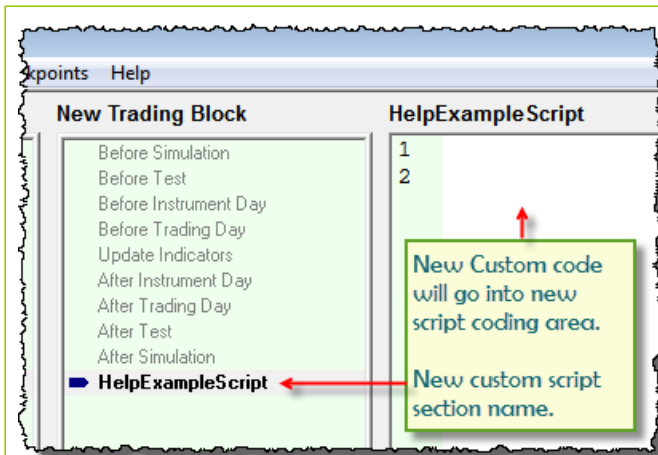 kpoints Help
New Trading Block
HelpExampleScript
Before Simulation
Before Test
Before Instrument Day
Before Trading Day
Update Indicators
After Instrument Day
After Trading Day
After Test
After Simulation
HelpExampleScript
1
2
New Custom code
will go into new
script coding area.
New custom script
section name.